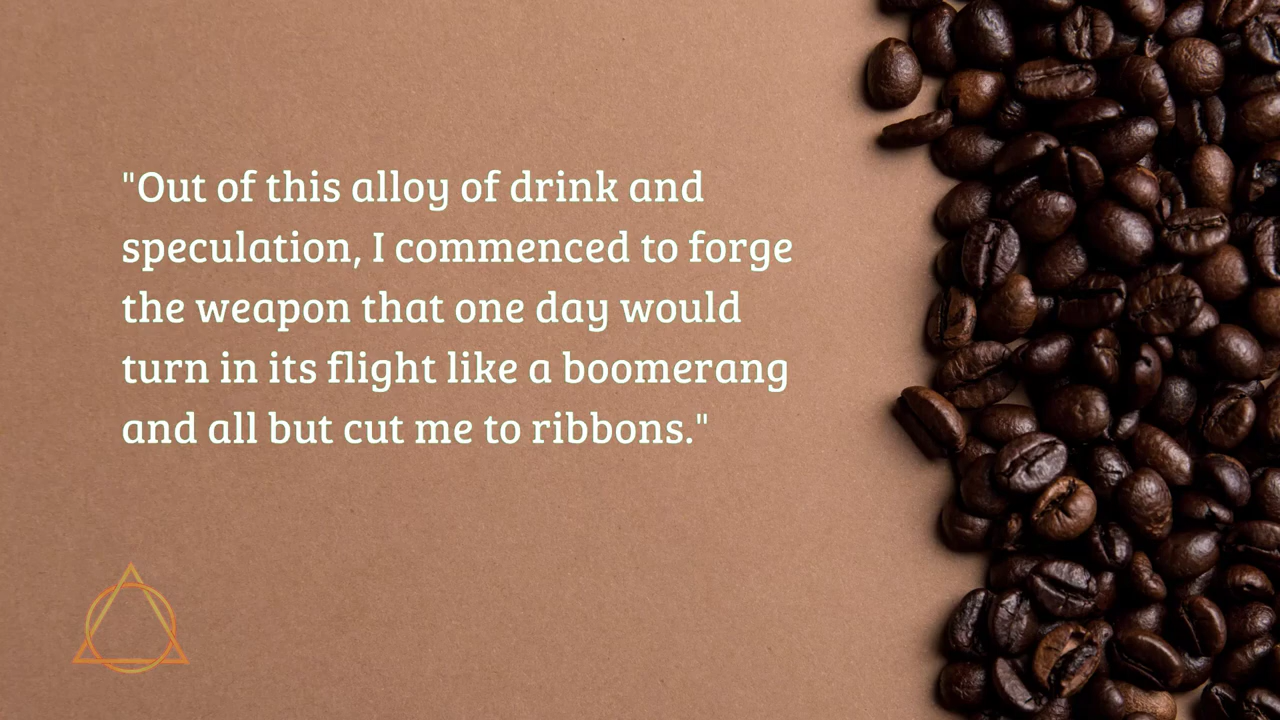 "Out of this alloy of drink and
speculation, I commenced to forge
the weapon that one day would
turn in its flight like a boomerang
and all but cut me to ribbons."